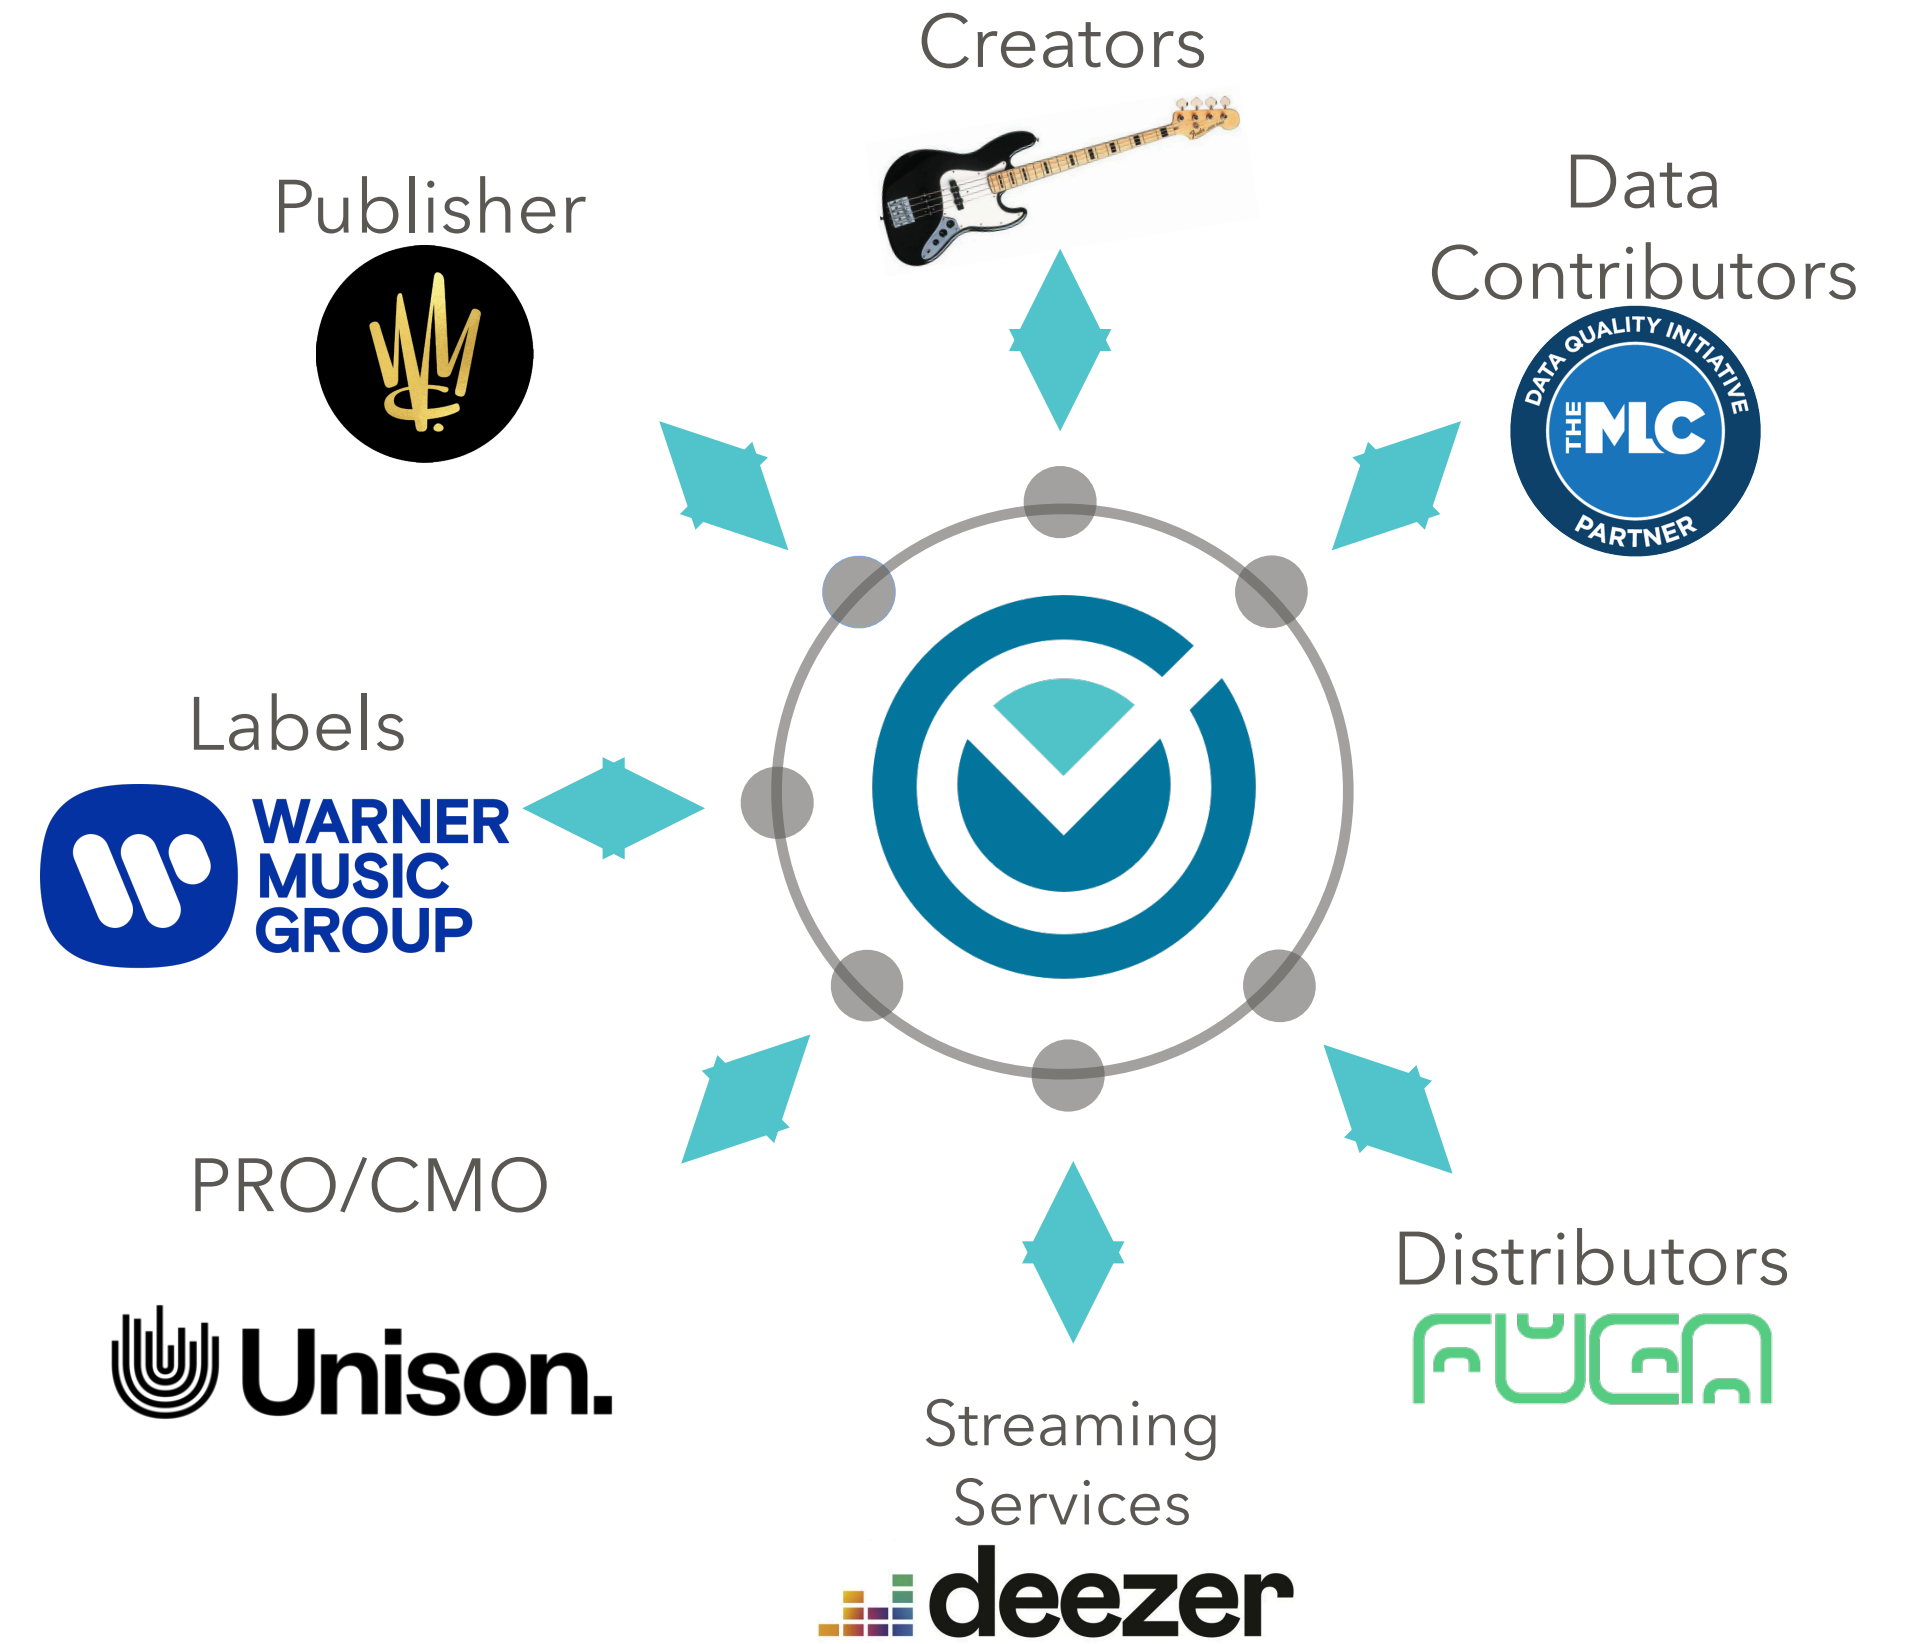 Creators
Publisher
Data
Contributors
DATA QUALITY INITIATIVE
THE MLC
PARTNER
Labels
WARNER
MUSIC
GROUP
PRO/CMO
Unison.
Distributors
FUGA
Streaming
Services
deezer